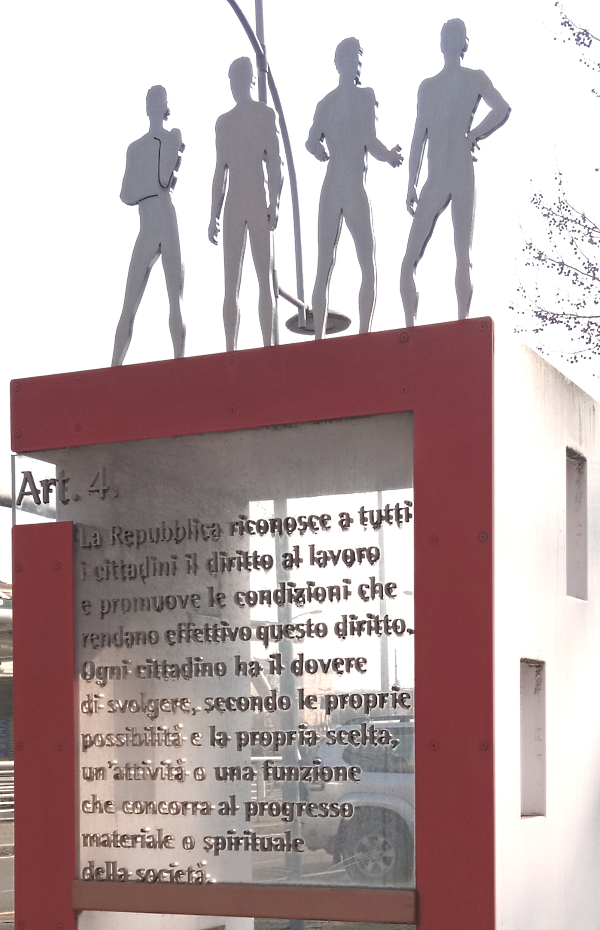 Art. 4.
La Repubblica riconosce a tutti
i cittadini il diritto al lavoro
e promuove le condizioni che
rendano effettivo questo diritto.
Ogni cittadino ha il dovere
di svolgere, secondo le proprie
possibilità e la propria scelta,
un'attività o una funzione
che concorra al progresso
materiale o spirituale
della società.